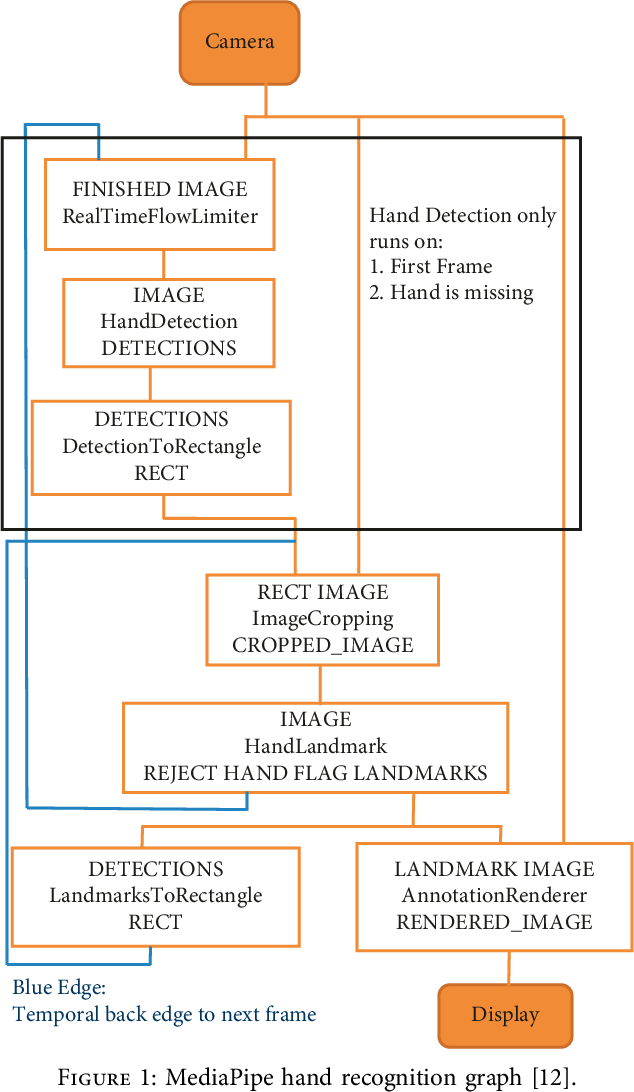 Camera
FINISHED IMAGE
RealTimeFlowLimiter
Hand Detection only
runs on:
1. First Frame
2. Hand is missing
IMAGE
HandDetection
DETECTIONS
DETECTIONS
DetectionToRectangle
RECT
RECT IMAGE
ImageCropping
CROPPED_IMAGE
IMAGE
HandLandmark
REJECT HAND FLAG LANDMARKS
DETECTIONS
LandmarksToRectangle
RECT
LANDMARK IMAGE
AnnotationRenderer
RENDERED_IMAGE
Blue Edge:
Temporal back edge to next frame
Display
Figure 1: MediaPipe hand recognition graph [12].